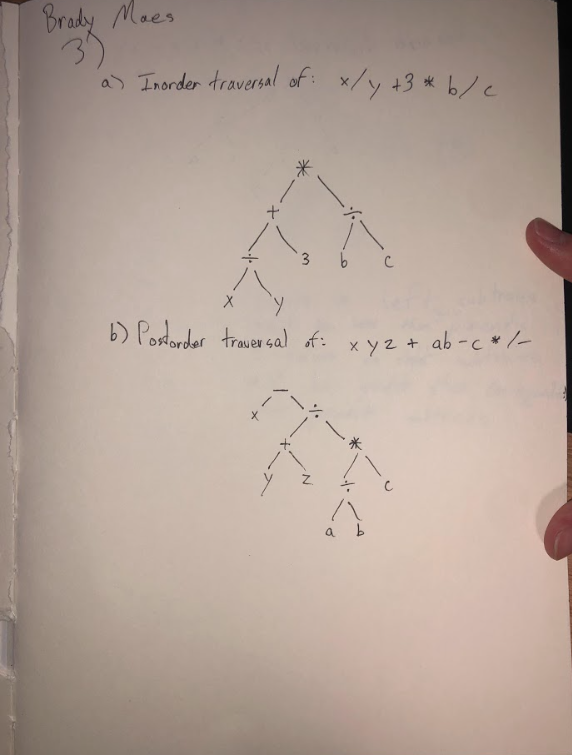 Brady Maes
3)
a) Inorder traversal of: x/y +3 * b/c
*
+ ÷
÷ 3 b c
x y
b) Postorder traversal of: x y z + ab - c * / -
−
x ÷
+ *
y z ÷ c
a b